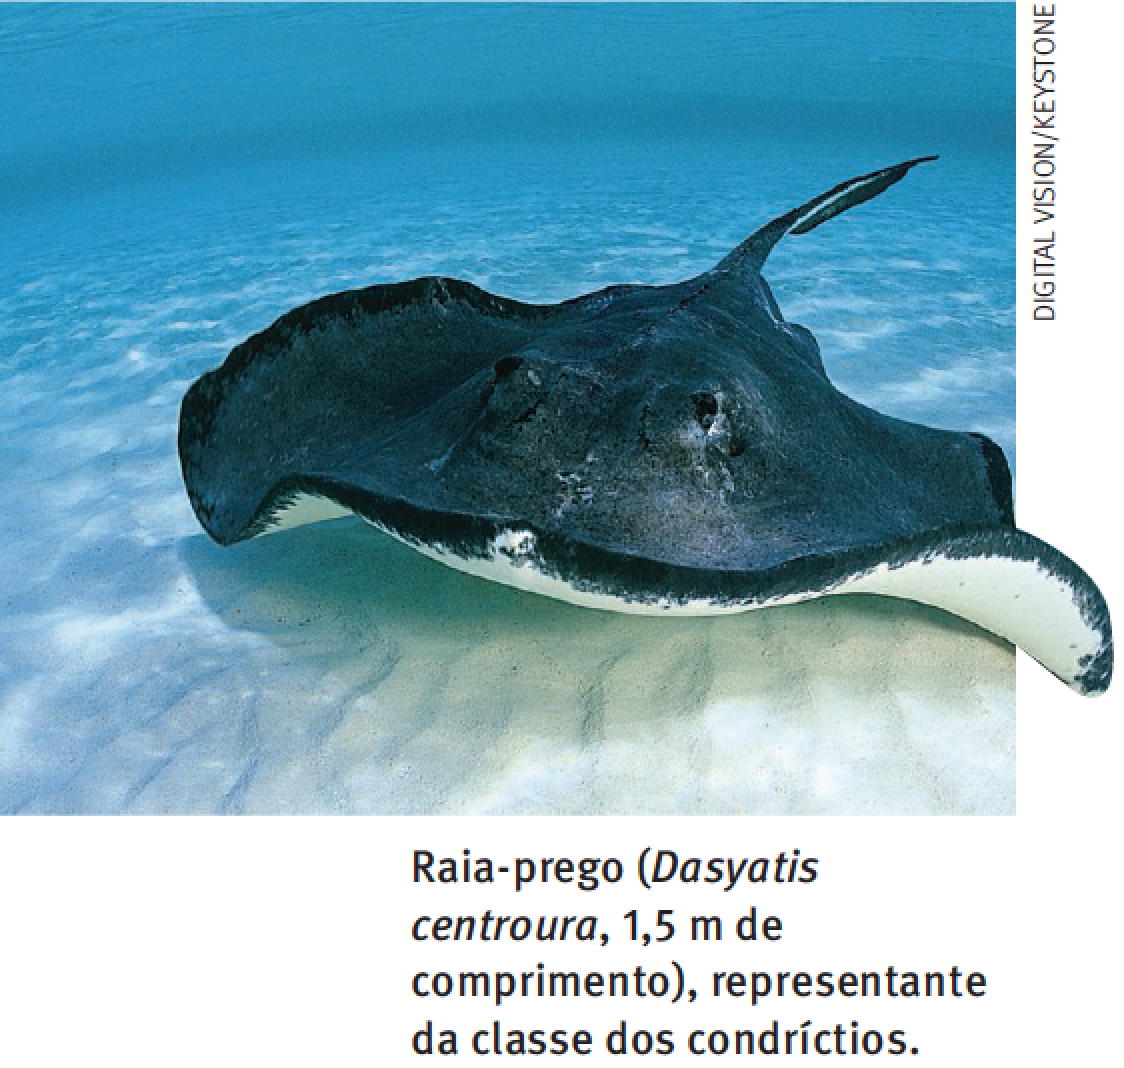 DIGITAL VISION/KEYSTONE
Raia-prego (Dasyatis
centroura, 1,5 m de
comprimento), representante
da classe dos condríctios.